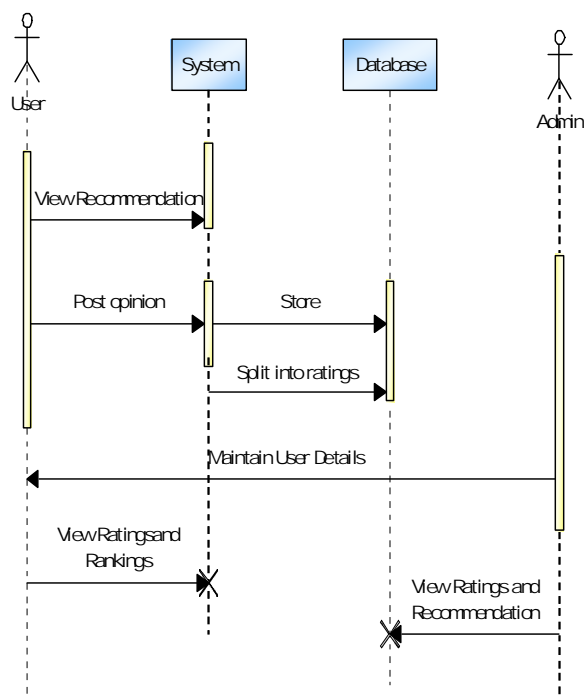 System
Database
User
Admin
View Recommendation
Post opinion
Store
Split into ratings
Maintain User Details
View Ratings and
Rankings
View Ratings and
Recommendation